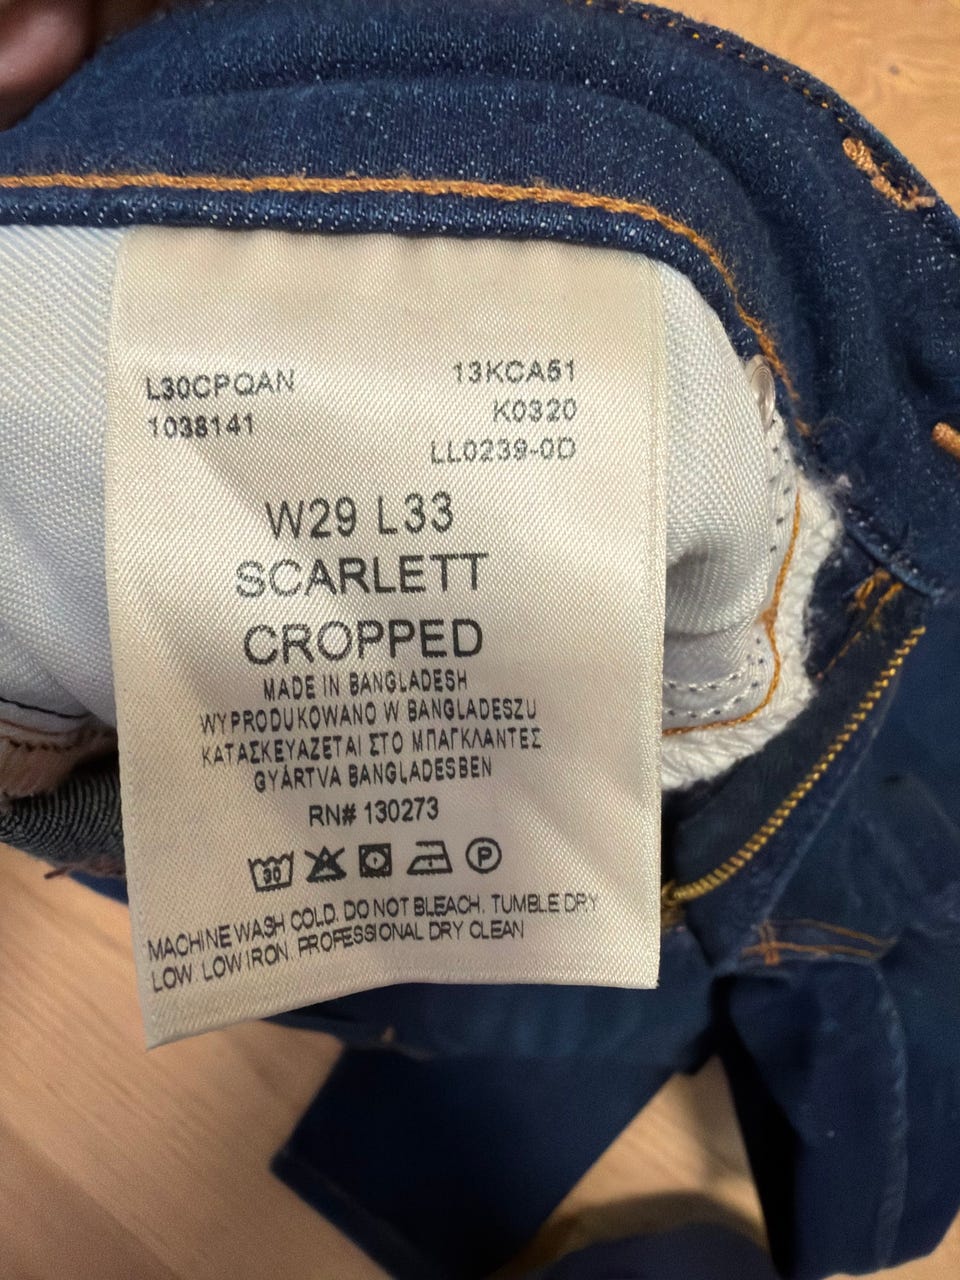 L30CPQAN 13KCA51
1038141 K0320
LL0239-0D
W29 L33
SCARLETT
CROPPED
MADE IN BANGLADESH
WYPRODUKOWANO W BANGLADESZU
ΚΑΤΑΣΚΕΥΑΖΕΤΑΙ ΣΤΟ ΜΠΑΓΚΛΑΝΤΕΣ
GYÁRTVA BANGLADESBEN
RN# 130273
30 P
MACHINE WASH COLD. DO NOT BLEACH. TUMBLE DRY
LOW. LOW IRON. PROFESSIONAL DRY CLEAN